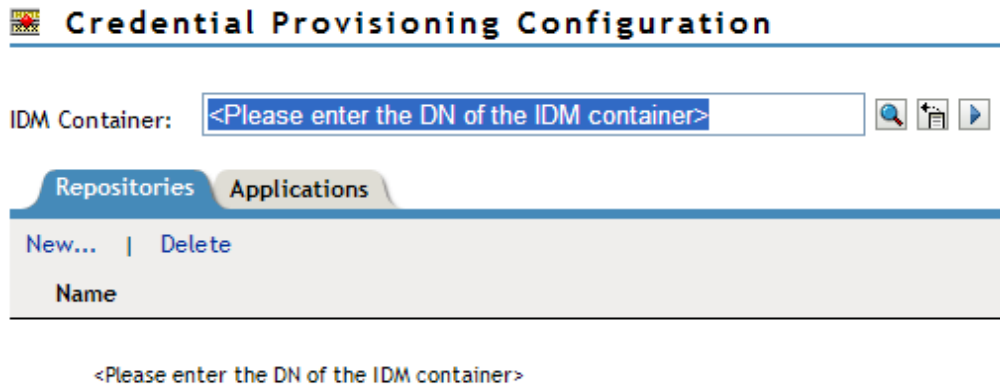 Credential Provisioning Configuration
IDM Container: <Please enter the DN of the IDM container>
Repositories Applications
New... | Delete
Name
<Please enter the DN of the IDM container>